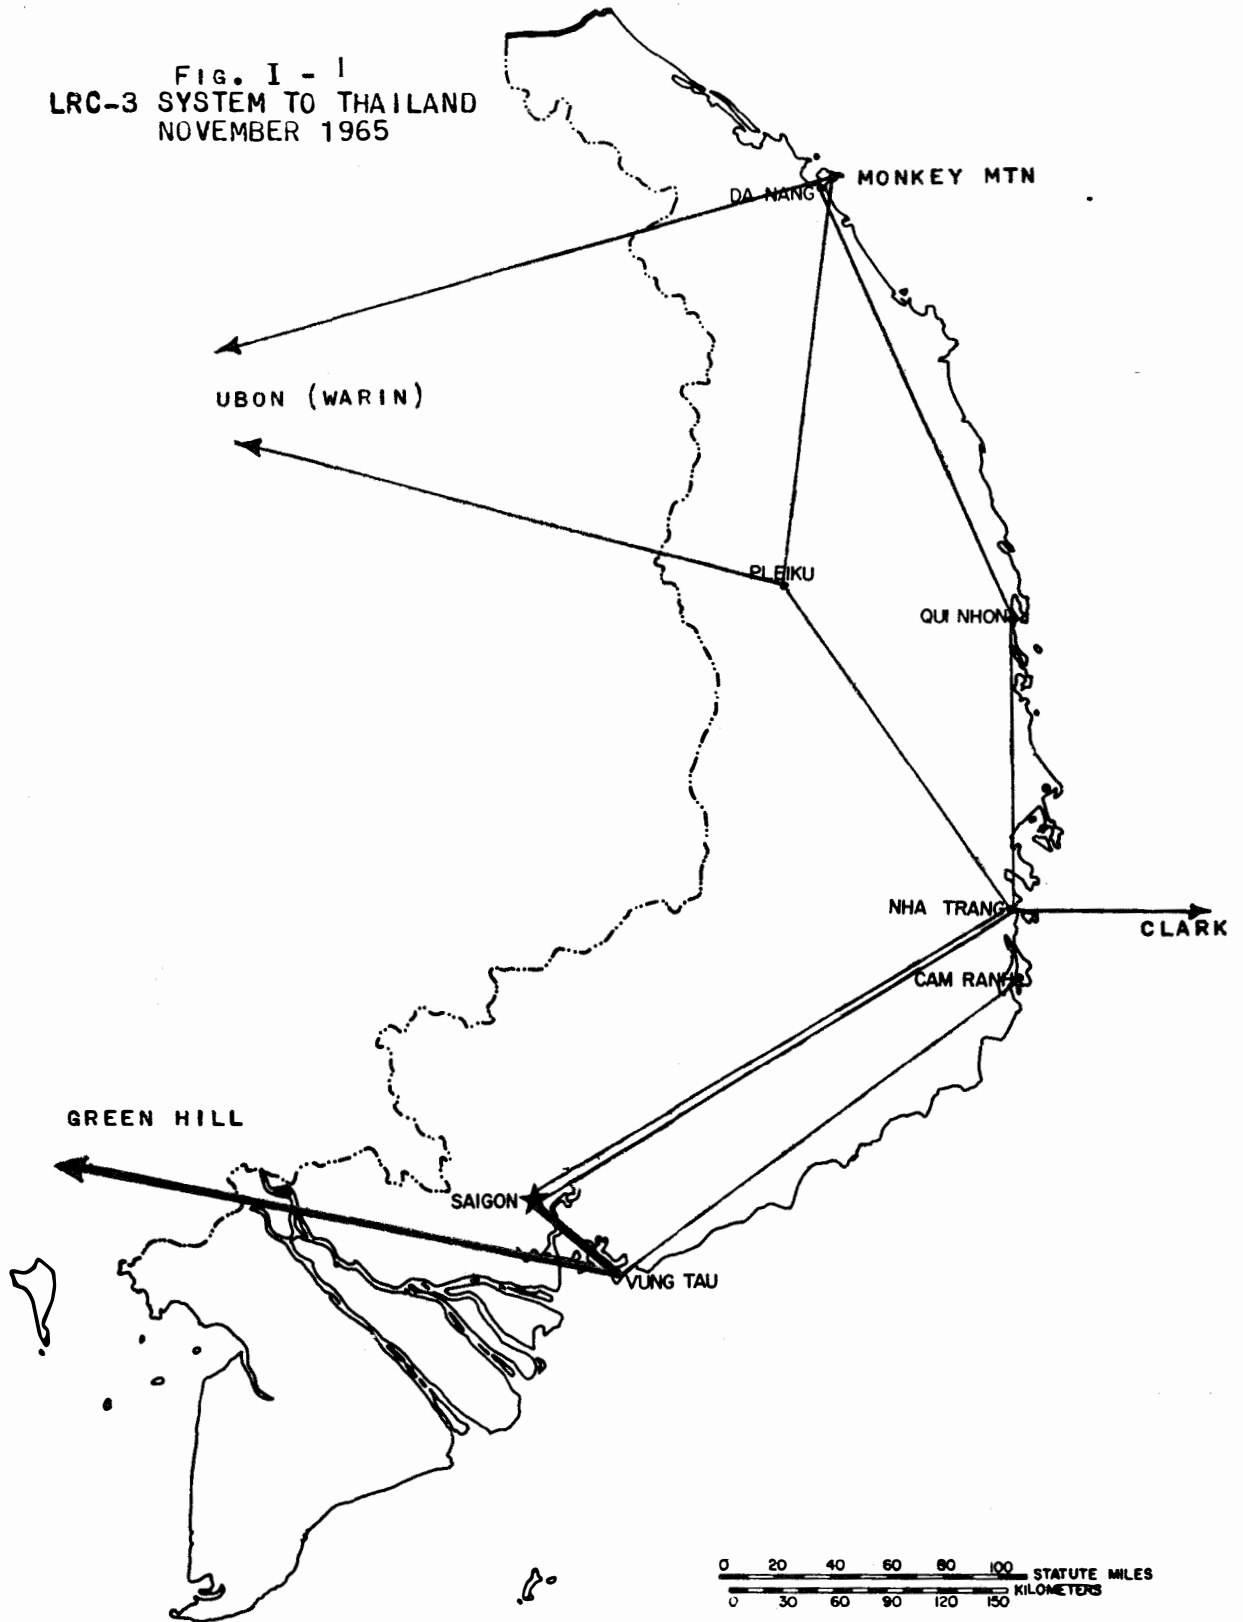 FIG. I - 1
LRC-3 SYSTEM TO THAILAND
NOVEMBER 1965
MONKEY MTN
DA NANG
UBON (WARIN)
PLEIKU
QUI NHON
NHA TRANG
CLARK
CAM RANH
GREEN HILL
SAIGON
VUNG TAU
0 20 40 60 80 100 STATUTE MILES
0 30 60 90 120 150 KILOMETERS